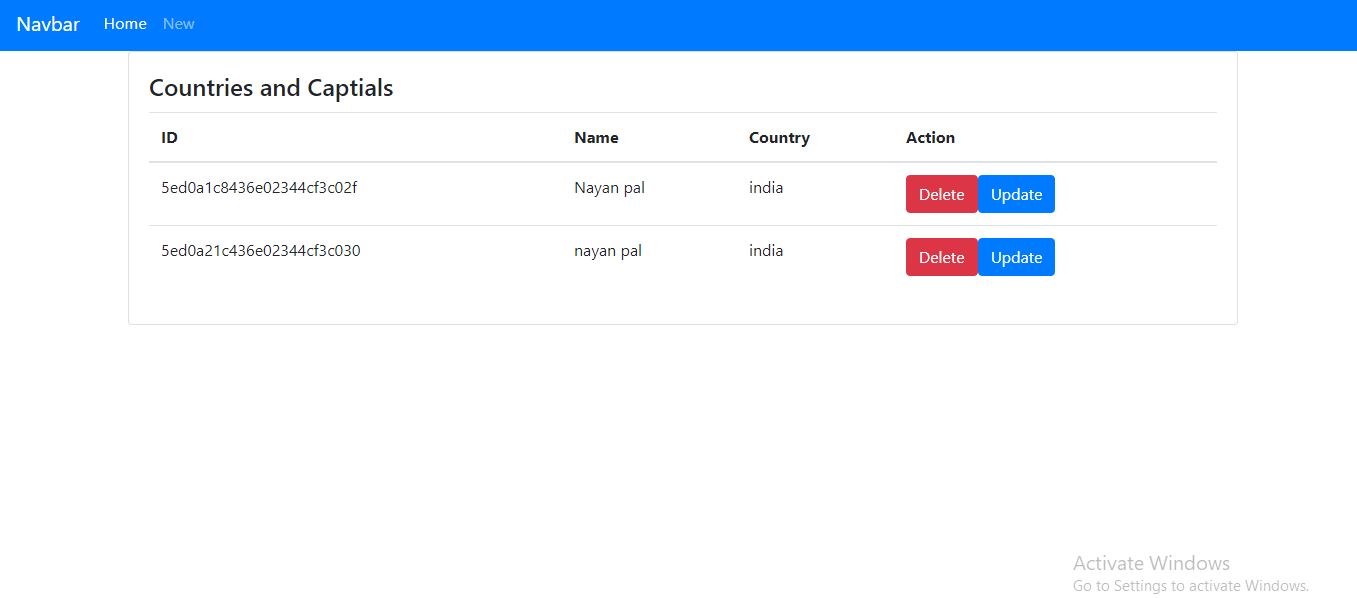 Navbar Home New
Countries and Captials
ID Name Country Action
5ed0a1c8436e02344cf3c02f Nayan pal india Delete Update
5ed0a21c436e02344cf3c030 nayan pal india Delete Update
Activate Windows
Go to Settings to activate Windows.